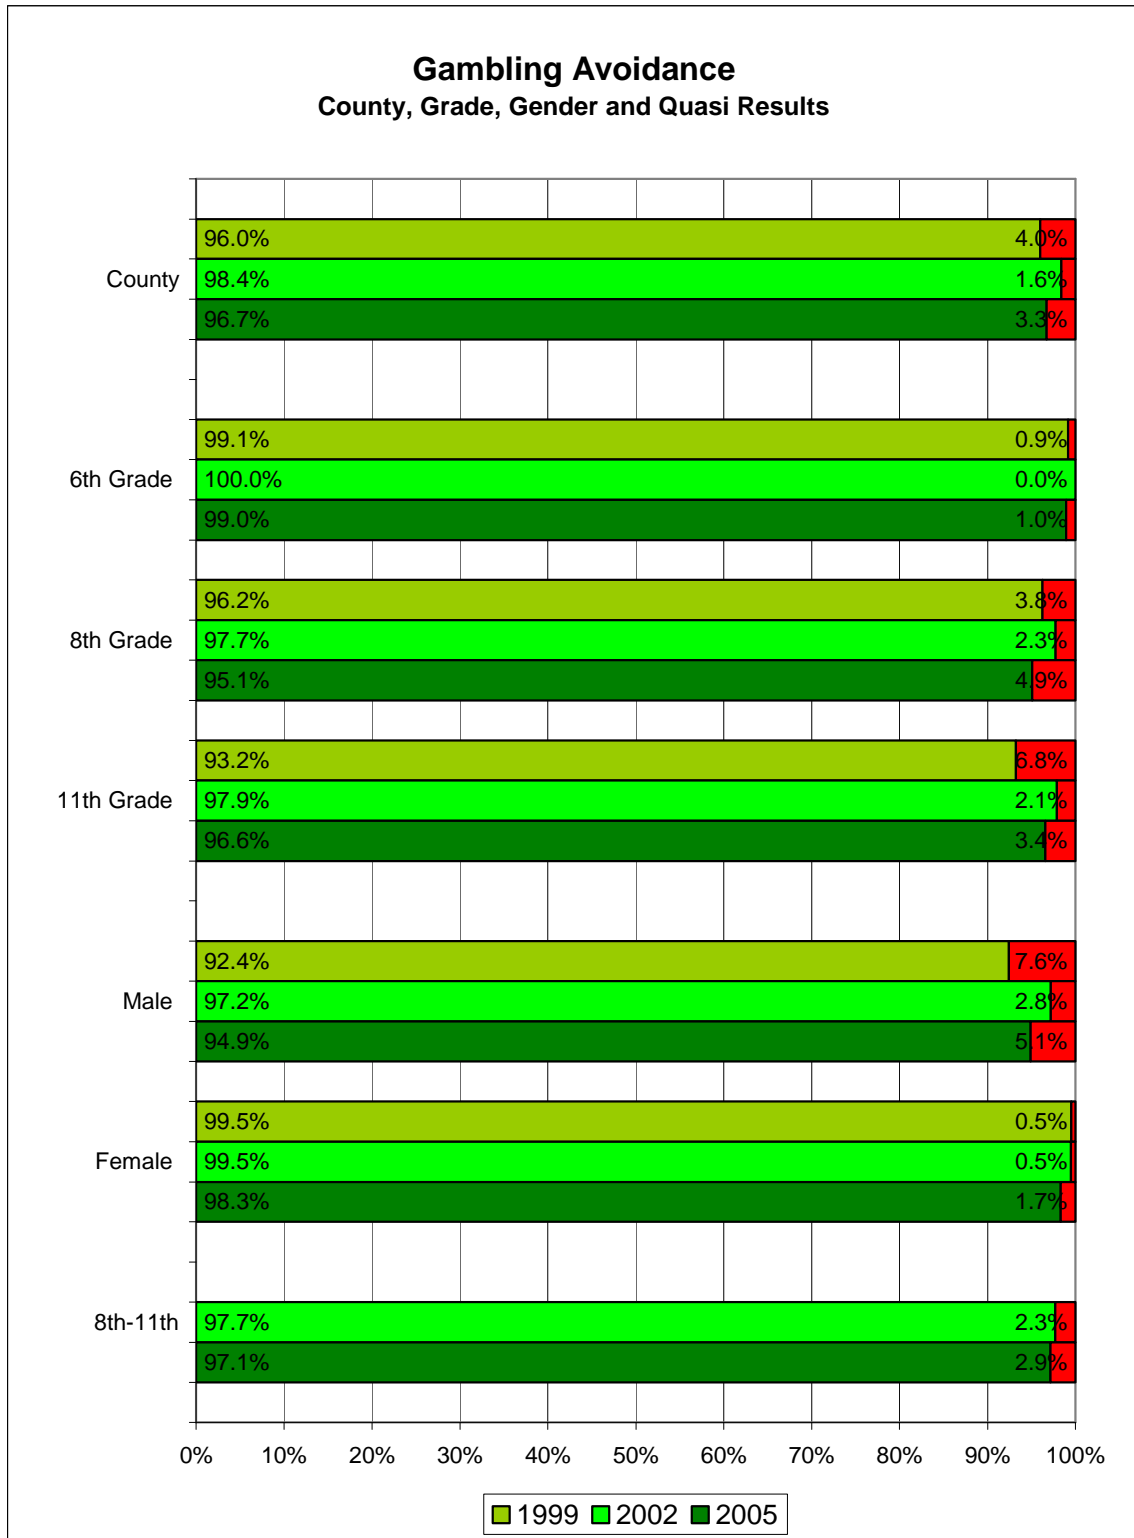 Gambling Avoidance
County, Grade, Gender and Quasi Results
96.0% 4.0%
County 98.4% 1.6%
96.7% 3.3%
99.1% 0.9%
6th Grade 100.0% 0.0%
99.0% 1.0%
96.2% 3.8%
8th Grade 97.7% 2.3%
95.1% 4.9%
93.2% 6.8%
11th Grade 97.9% 2.1%
96.6% 3.4%
92.4% 7.6%
Male 97.2% 2.8%
94.9% 5.1%
99.5% 0.5%
Female 99.5% 0.5%
98.3% 1.7%
8th-11th 97.7% 2.3%
97.1% 2.9%
0% 10% 20% 30% 40% 50% 60% 70% 80% 90% 100%
1999 2002 2005